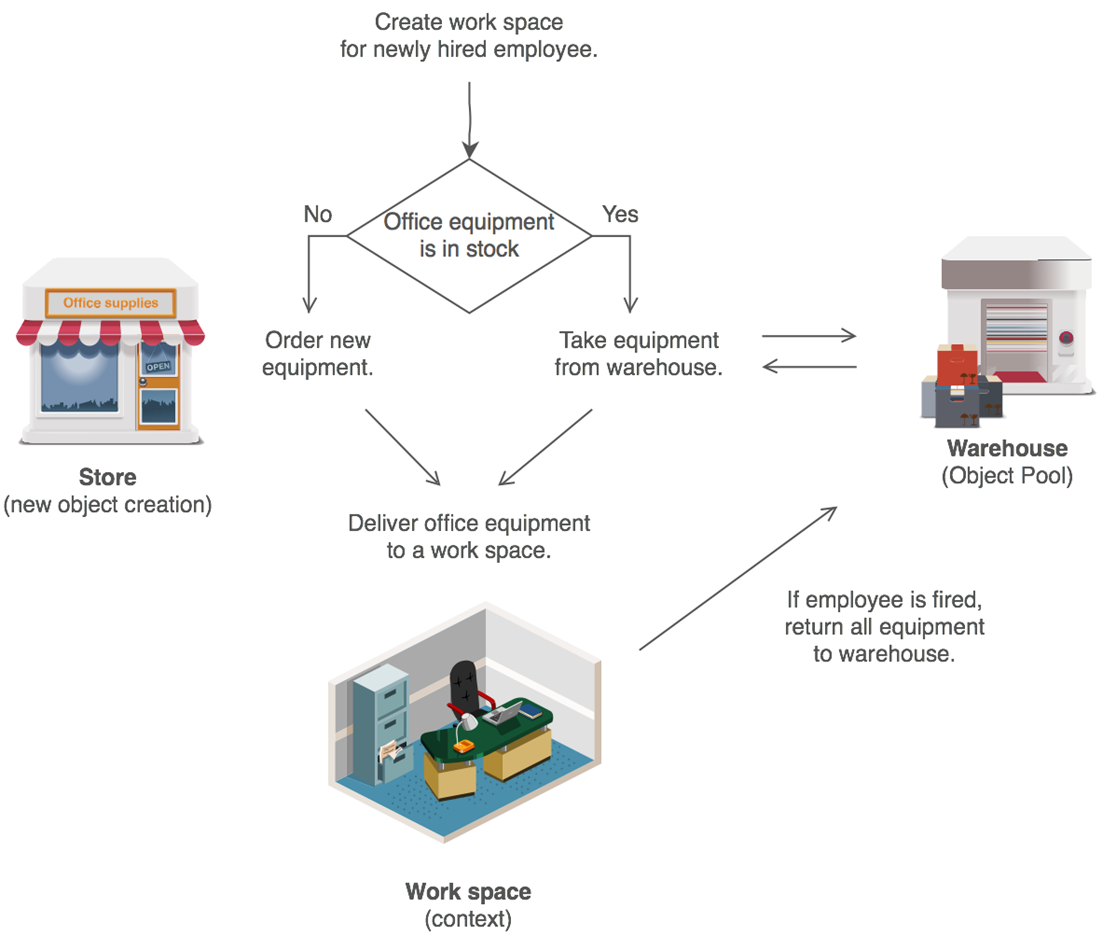 Create work space
for newly hired employee.
No
Office equipment
is in stock
Yes
Office supplies
OPEN
Order new
equipment.
Take equipment
from warehouse.
Store
(new object creation)
Warehouse
(Object Pool)
Deliver office equipment
to a work space.
If employee is fired,
return all equipment
to warehouse.
Work space
(context)